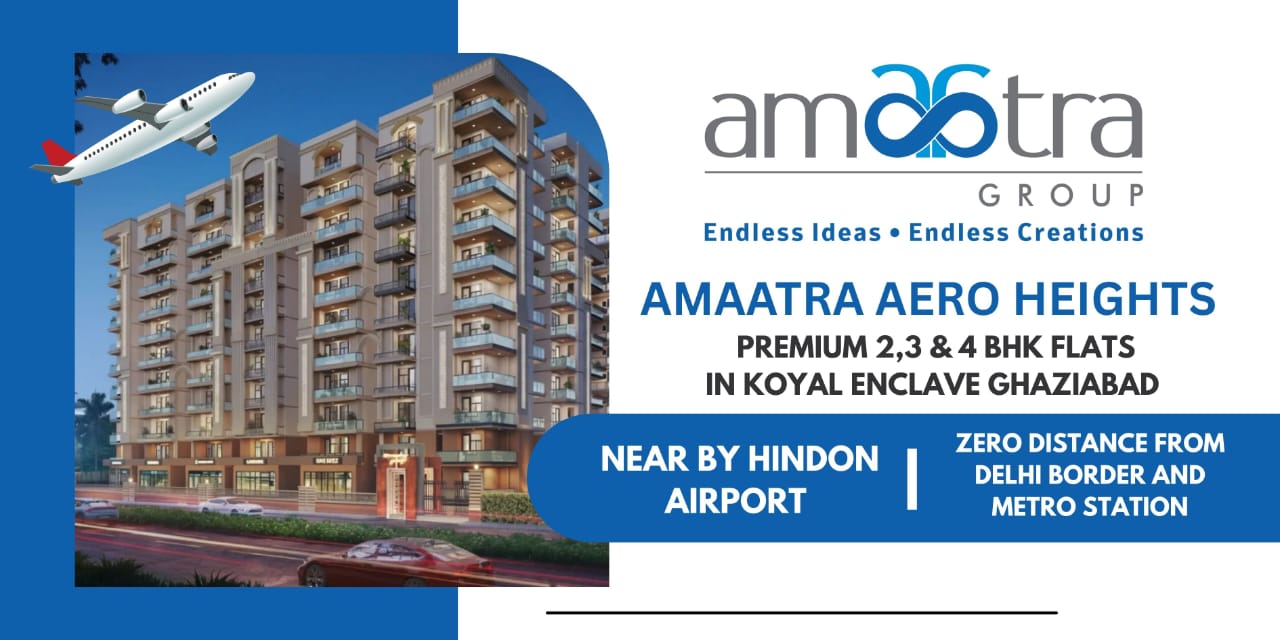 amaatra
GROUP
Endless Ideas • Endless Creations
AMAATRA AERO HEIGHTS
PREMIUM 2,3 & 4 BHK FLATS
IN KOYAL ENCLAVE GHAZIABAD
NEAR BY HINDON
AIRPORT
ZERO DISTANCE FROM
DELHI BORDER AND
METRO STATION